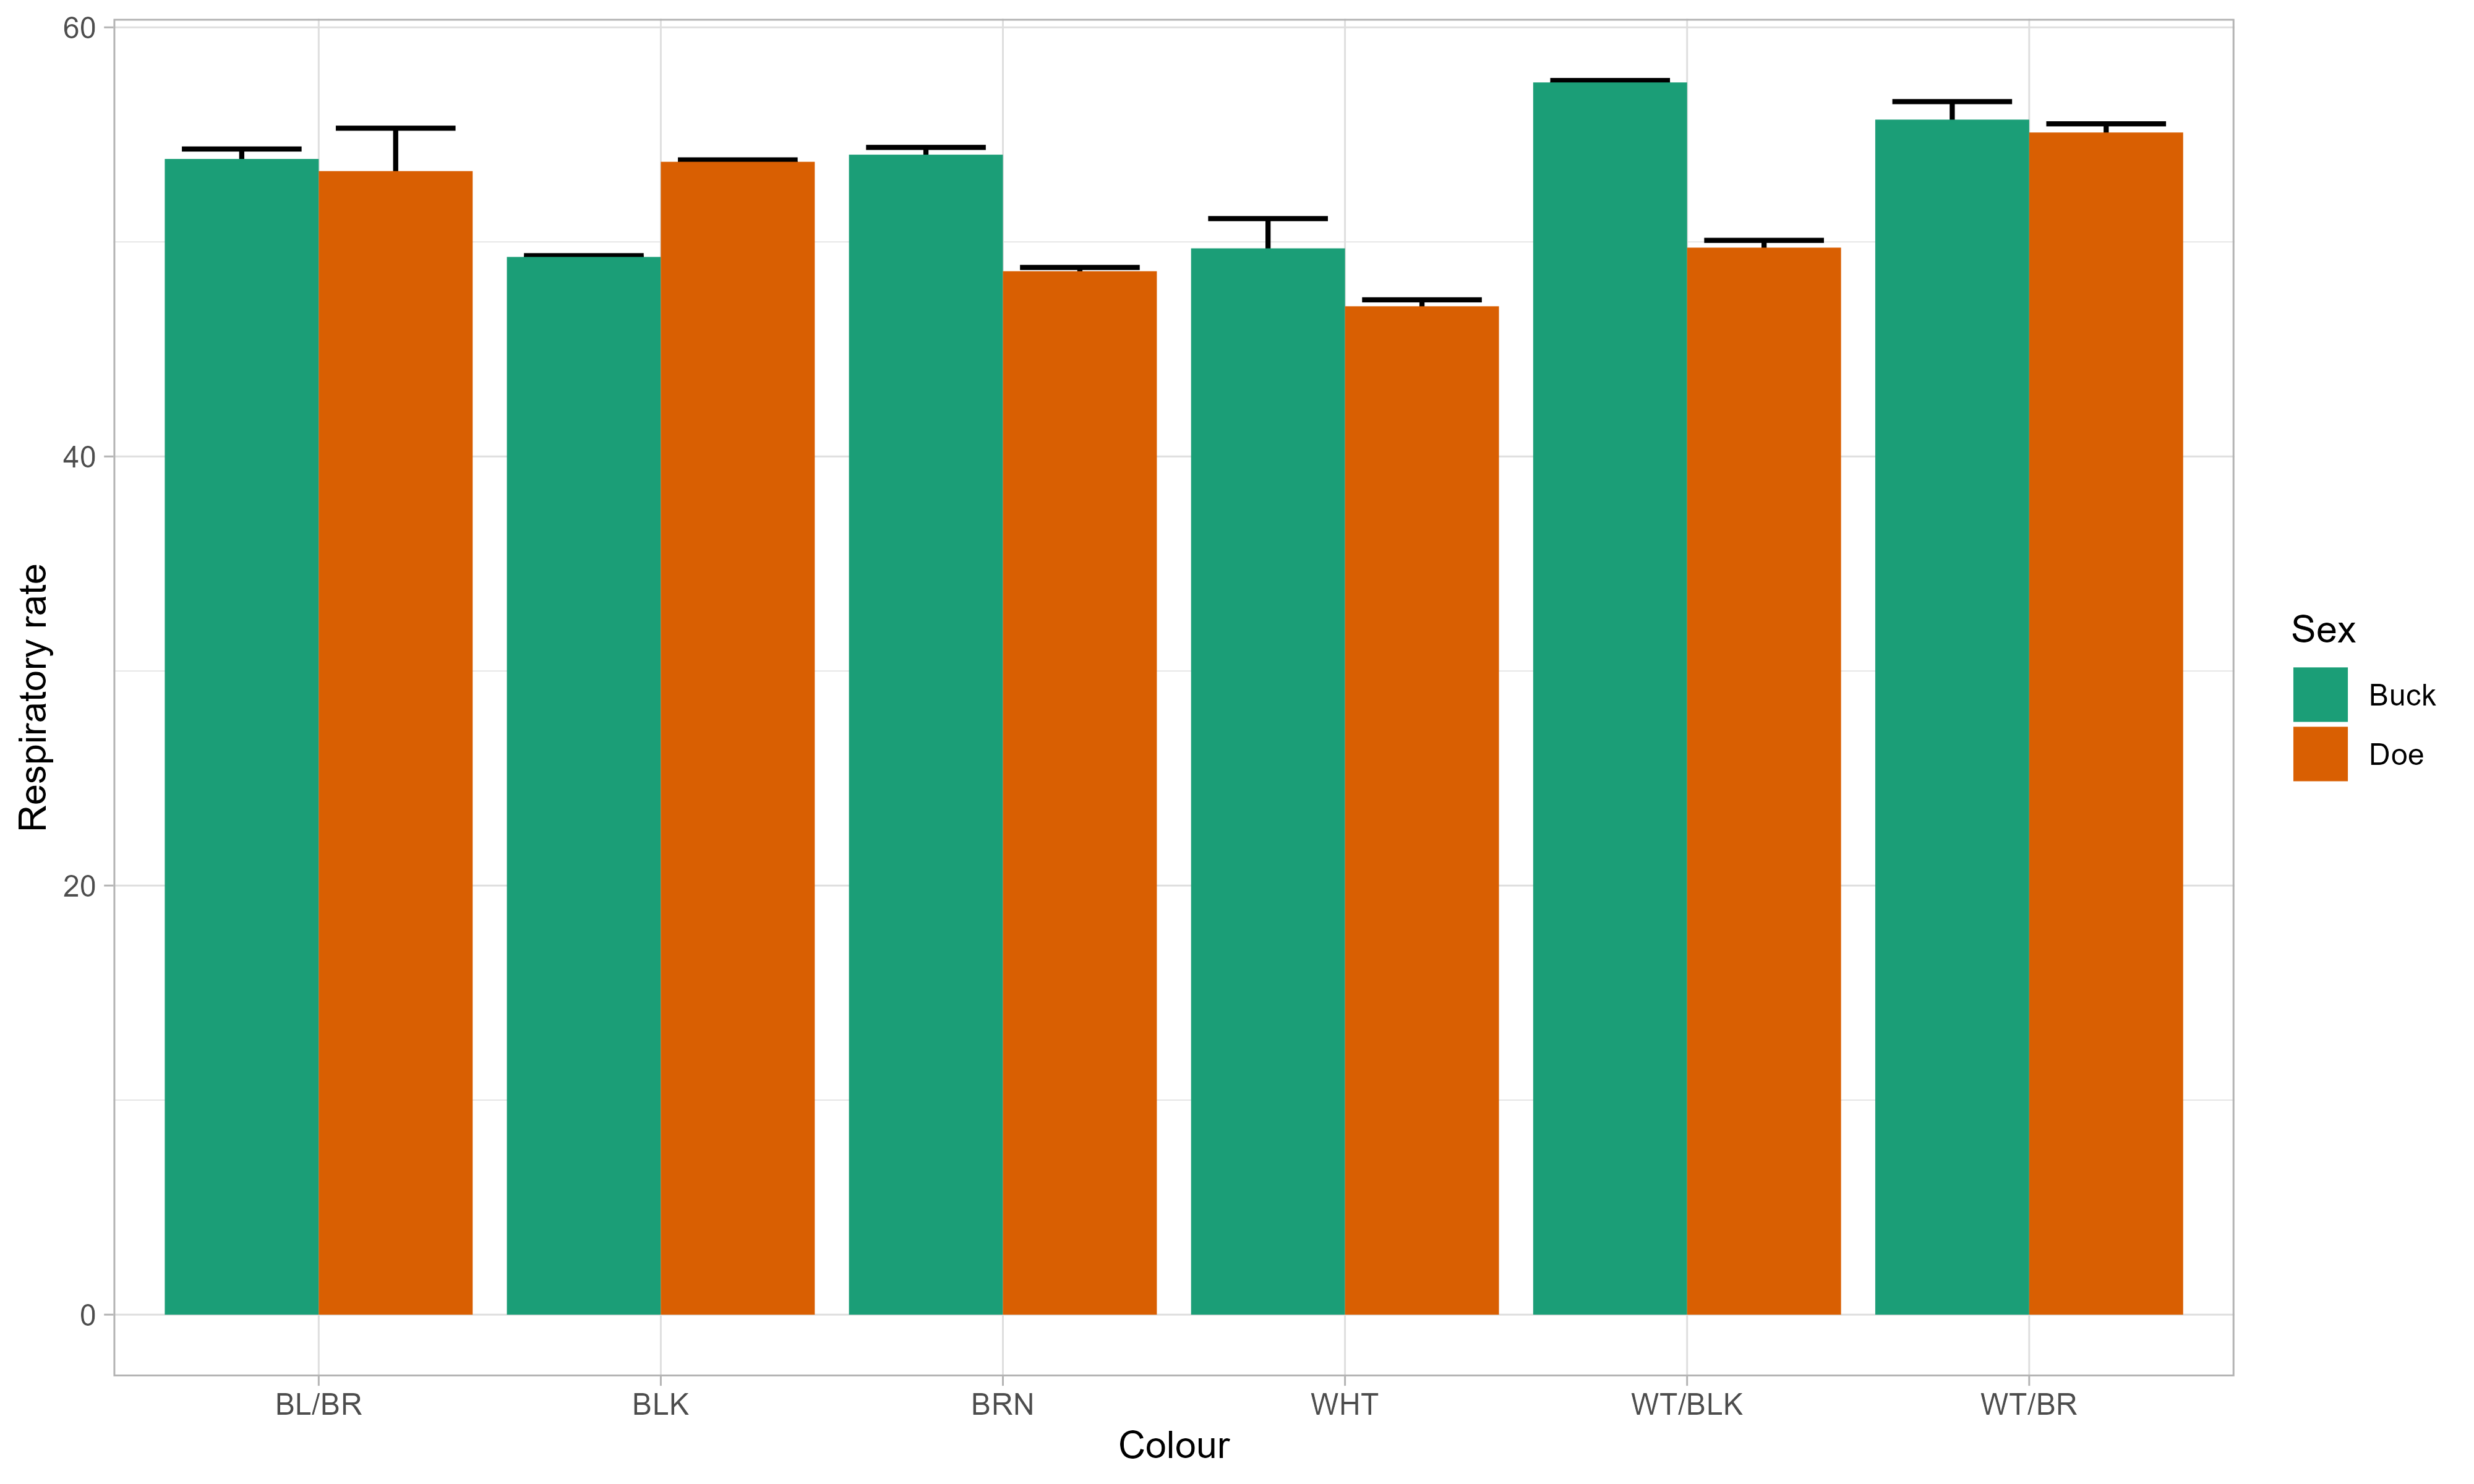 60
40
20
0
Respiratory rate
BL/BR
BLK
BRN
WHT
WT/BLK
WT/BR
Colour
Sex
Buck
Doe